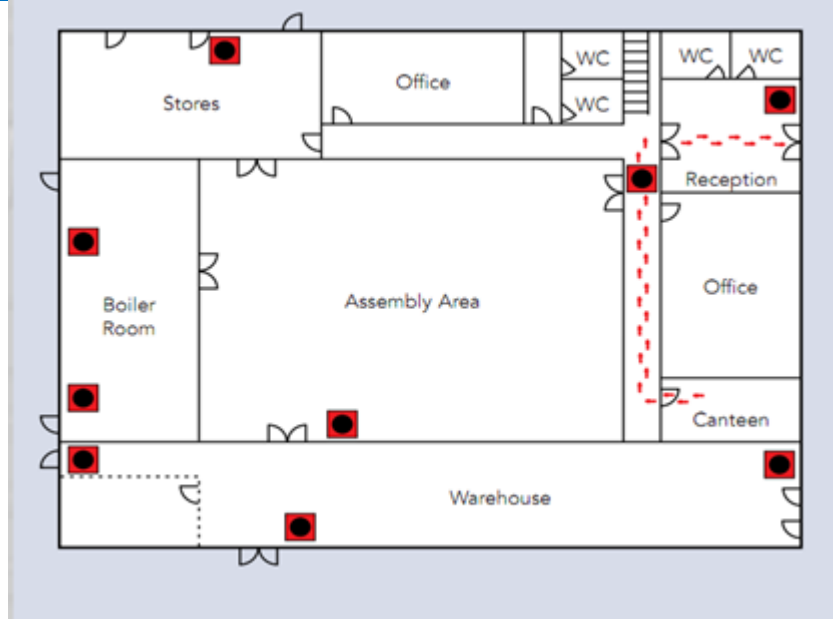 WC
WC
WC
Office
Stores
WC
Reception
Office
Assembly Area
Boiler
Room
Canteen
Warehouse